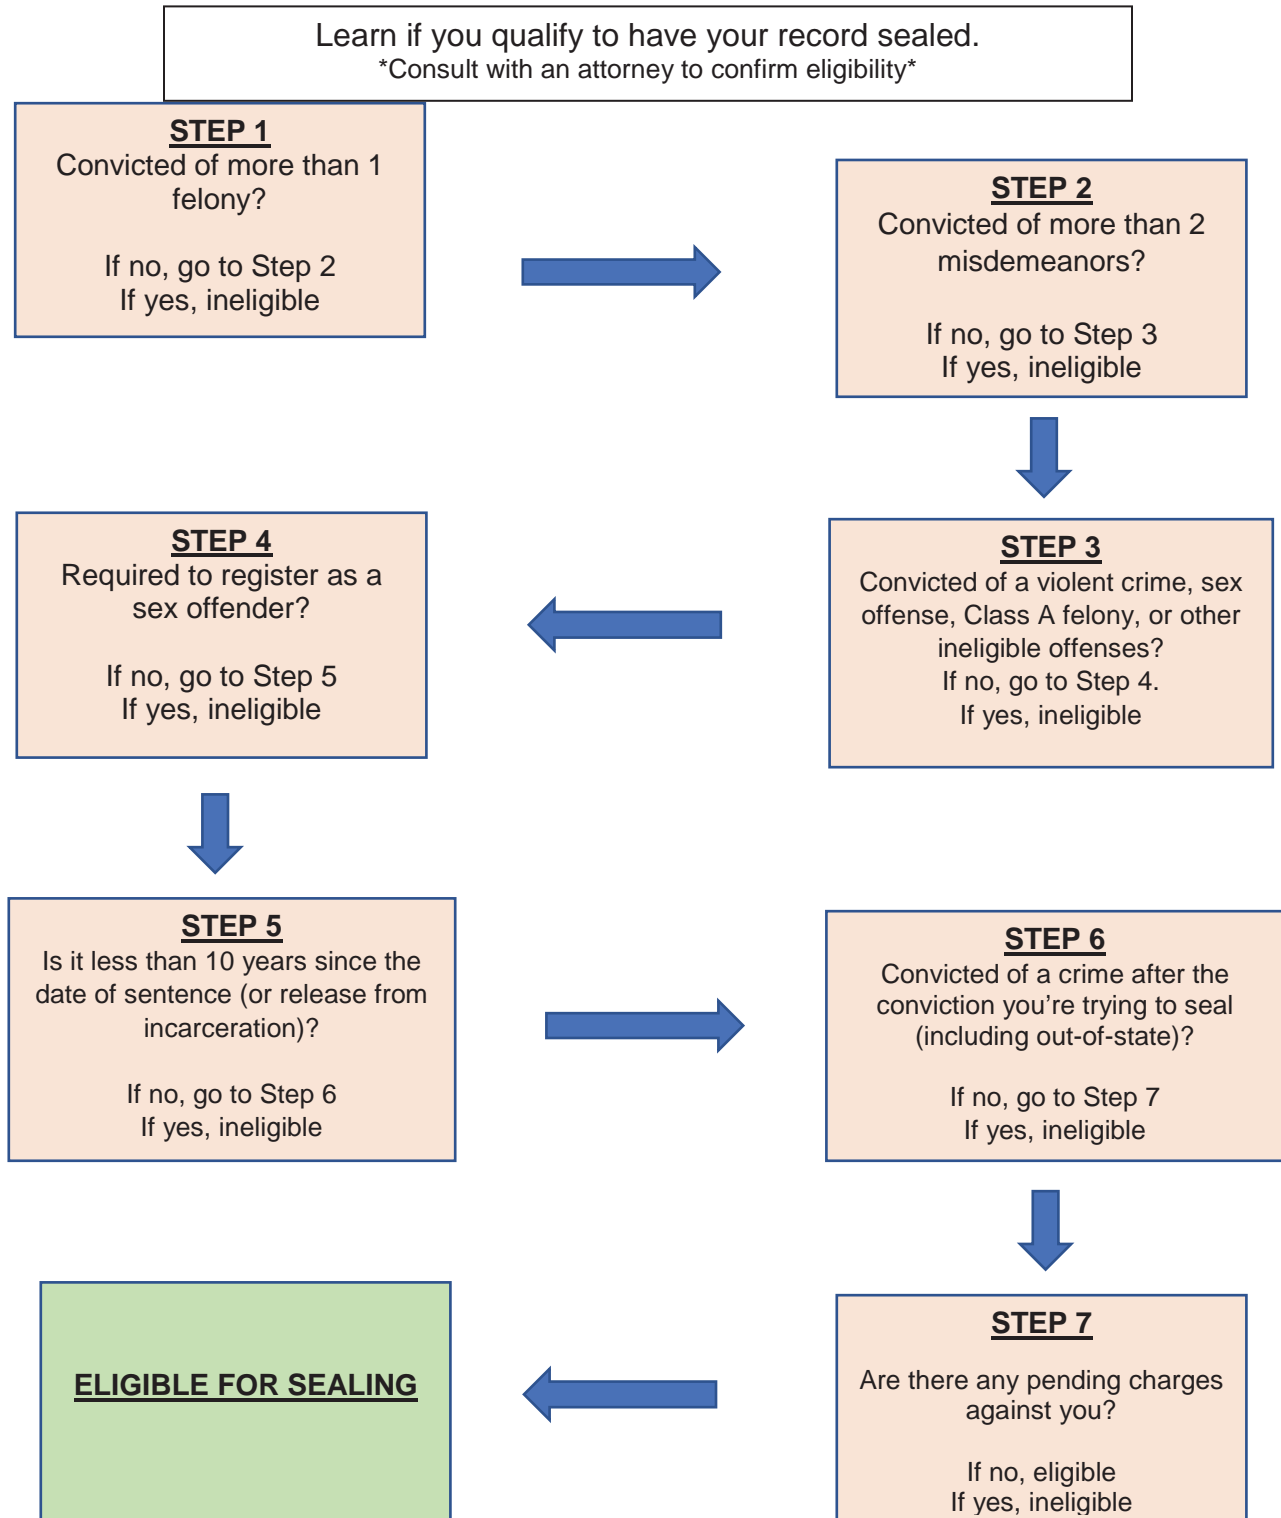 Learn if you qualify to have your record sealed.
*Consult with an attorney to confirm eligibility*
STEP 1
Convicted of more than 1
felony?
If no, go to Step 2
If yes, ineligible
STEP 2
Convicted of more than 2
misdemeanors?
If no, go to Step 3
If yes, ineligible
STEP 3
Convicted of a violent crime, sex
offense, Class A felony, or other
ineligible offenses?
If no, go to Step 4.
If yes, ineligible
STEP 4
Required to register as a
sex offender?
If no, go to Step 5
If yes, ineligible
STEP 5
Is it less than 10 years since the
date of sentence (or release from
incarceration)?
If no, go to Step 6
If yes, ineligible
STEP 6
Convicted of a crime after the
conviction you’re trying to seal
(including out-of-state)?
If no, go to Step 7
If yes, ineligible
STEP 7
Are there any pending charges
against you?
If no, eligible
If yes, ineligible
ELIGIBLE FOR SEALING